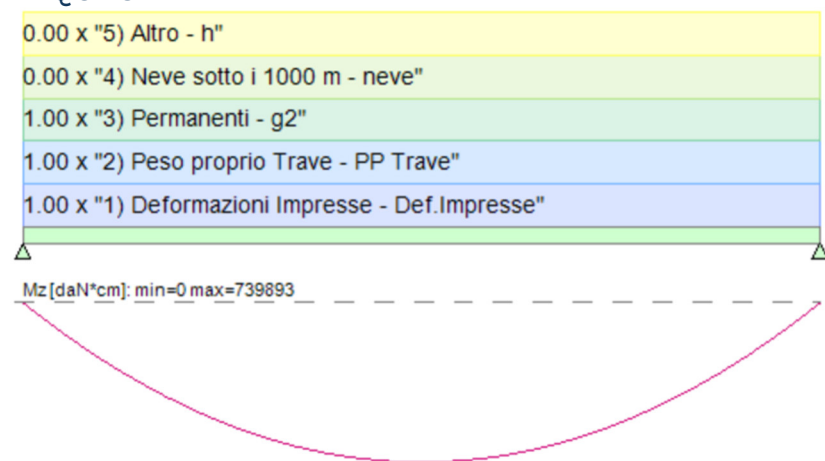 0.00 x "5) Altro - h"
0.00 x "4) Neve sotto i 1000 m - neve"
1.00 x "3) Permanenti - g2"
1.00 x "2) Peso proprio Trave - PP Trave"
1.00 x "1) Deformazioni Impresse - Def.Impresse"
Mz [daN*cm]: min=0 max=739893